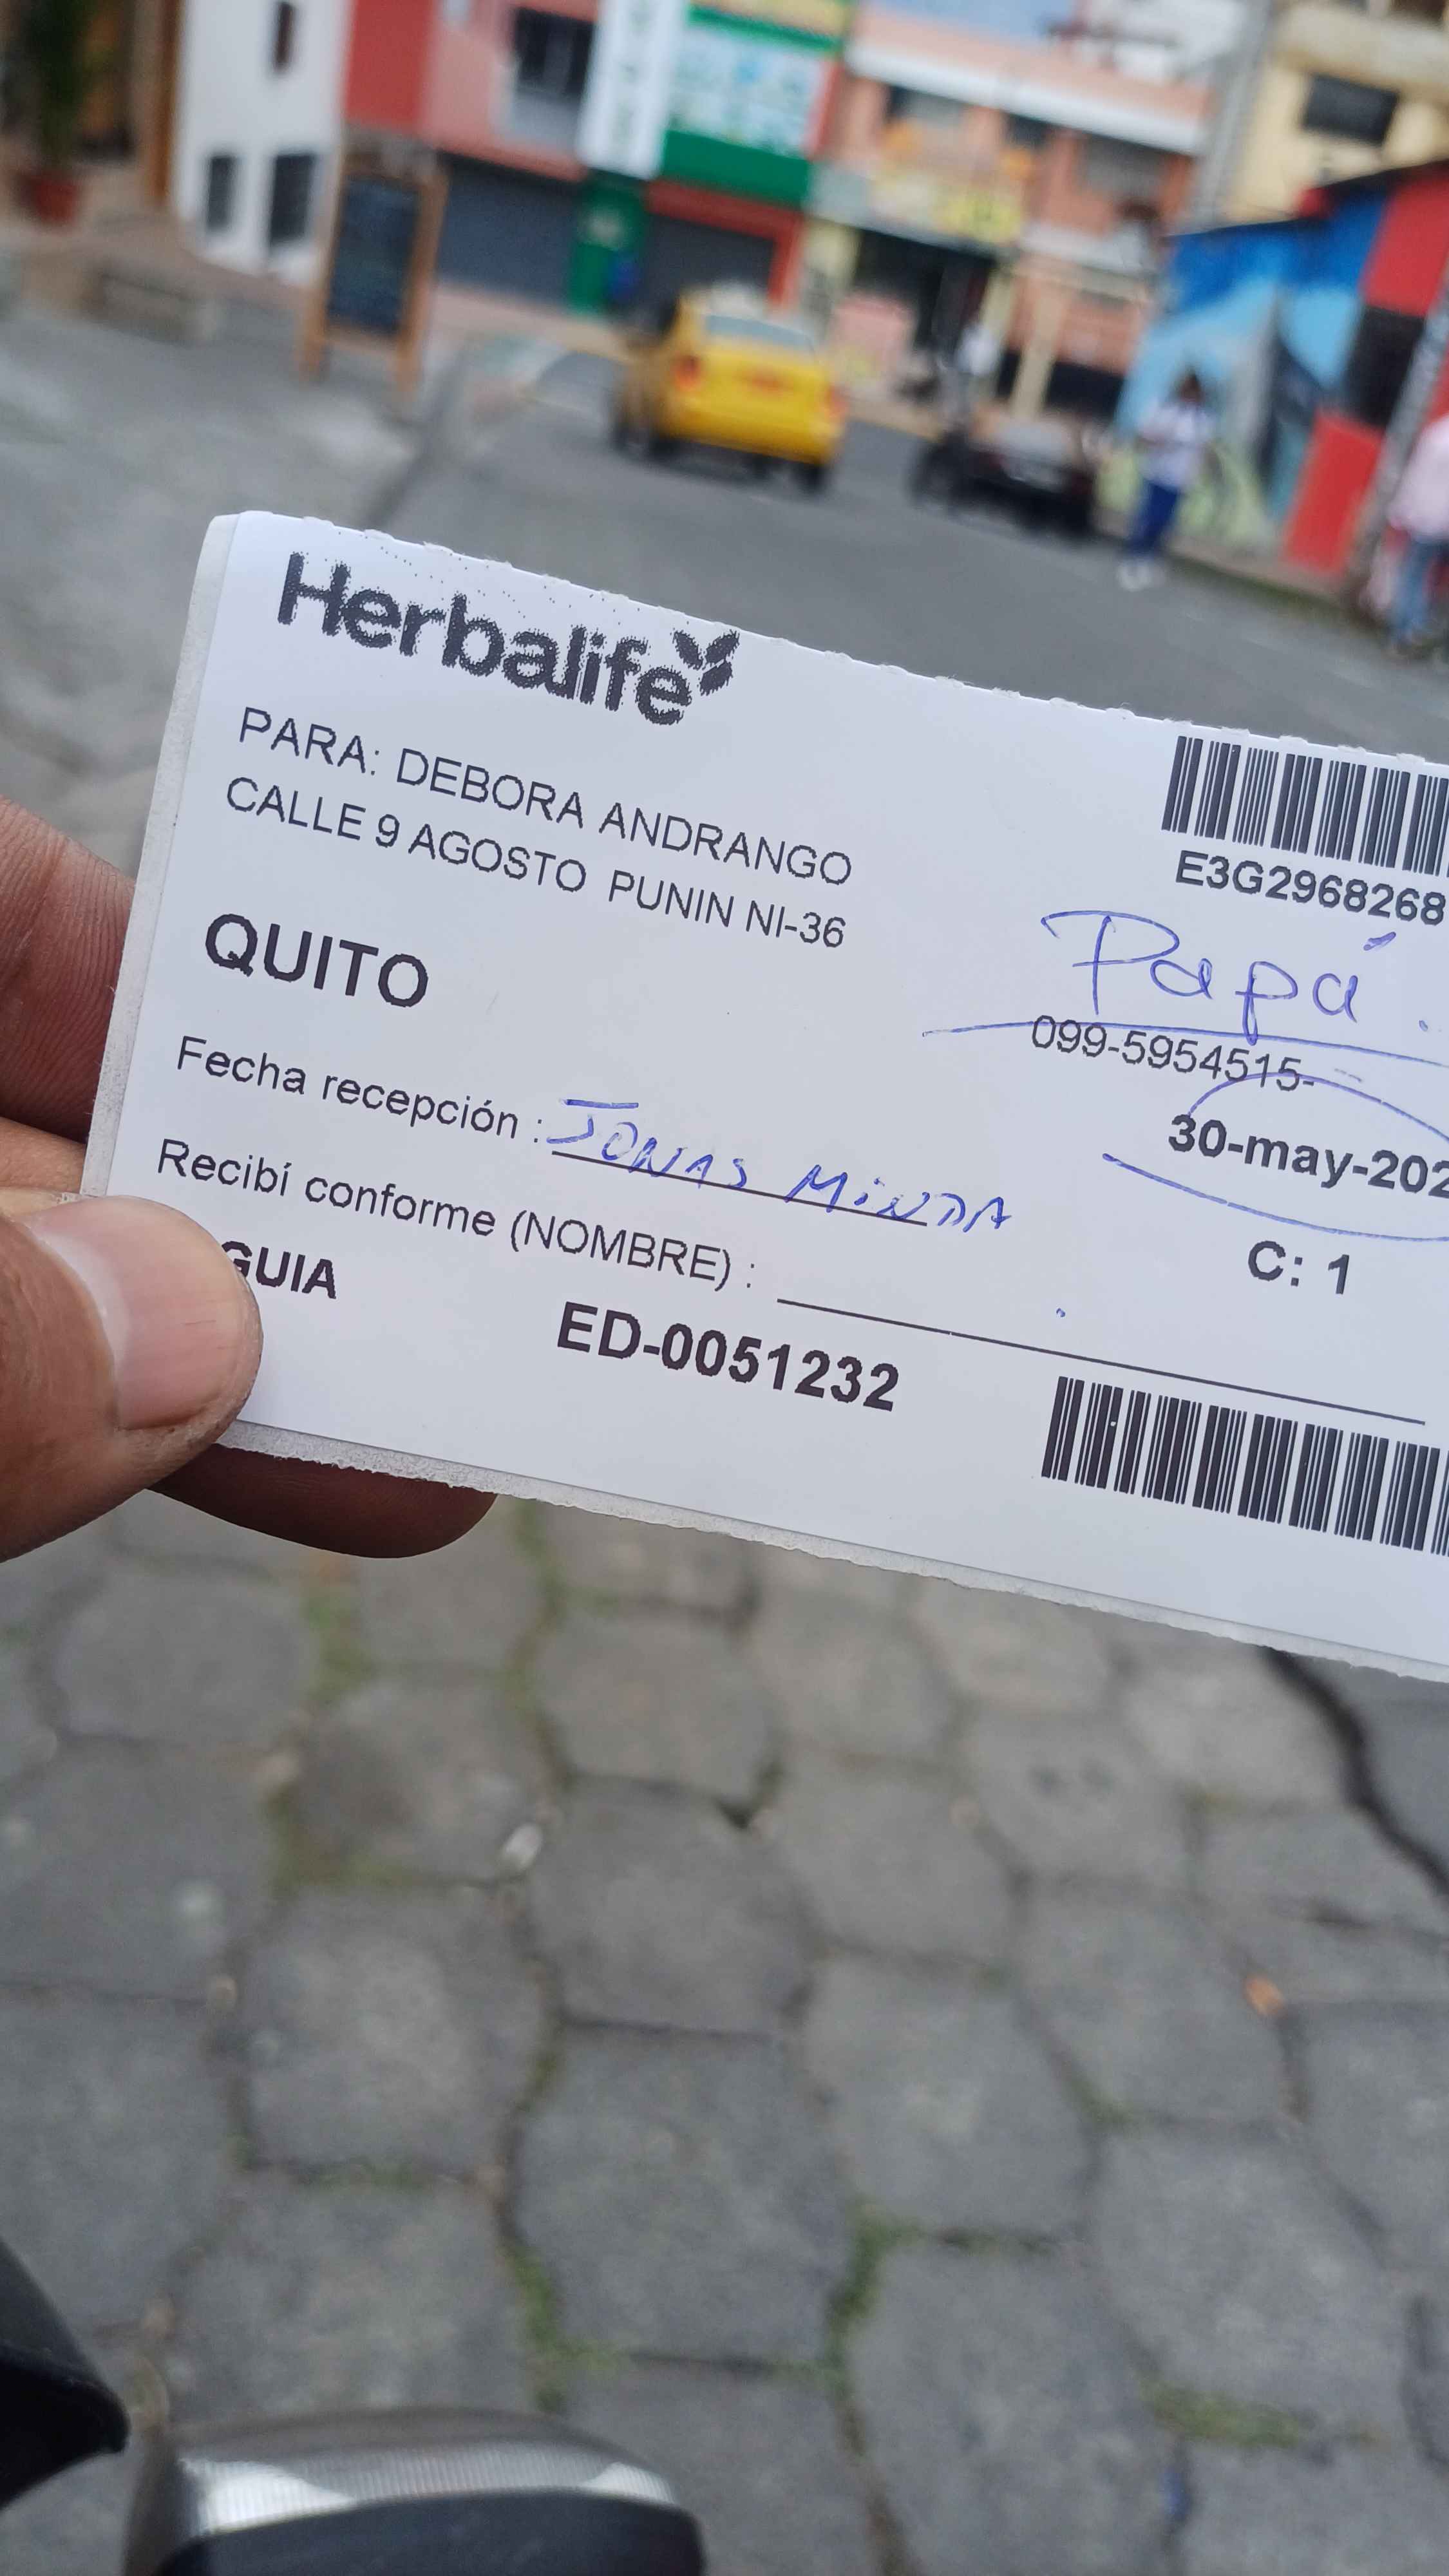 Herbalife
PARA: DEBORA ANDRANGO
CALLE 9 AGOSTO PUNIN NI-36
QUITO
E3G2968268
Papá.
099-5954515-
30-may-202
C: 1
Fecha recepción : JONAS MiNDA
Recibí conforme (NOMBRE) :
GUIA
ED-0051232